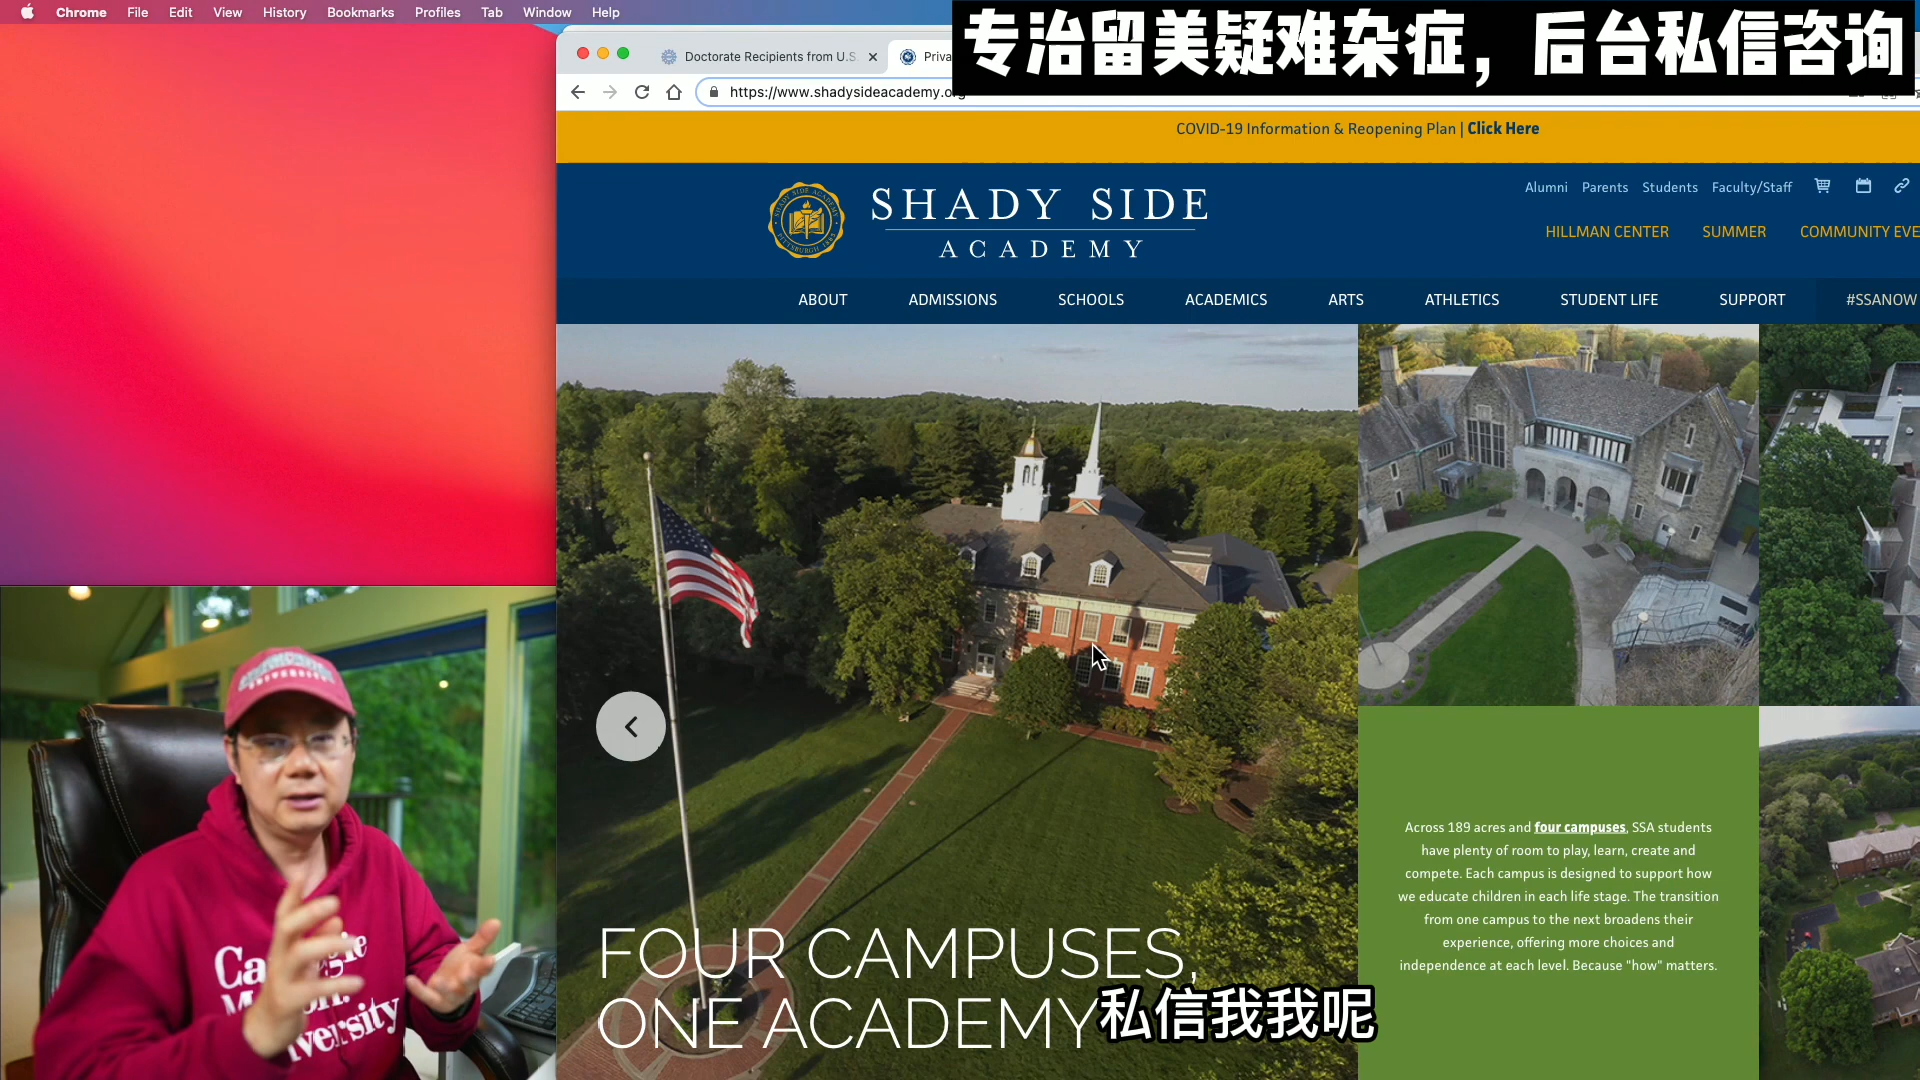 Chrome File Edit View History Bookmarks Profiles Tab Window Help
专治留美疑难杂症，后台私信咨询
Doctorate Recipients from U.S.
Priva
https://www.shadysideacademy.org
COVID-19 Information & Reopening Plan | Click Here
SHADY SIDE
ACADEMY
Alumni Parents Students Faculty/Staff
HILLMAN CENTER SUMMER COMMUNITY EVE
ABOUT ADMISSIONS SCHOOLS ACADEMICS ARTS ATHLETICS STUDENT LIFE SUPPORT #SSANOW
Across 189 acres and four campuses, SSA students
have plenty of room to play, learn, create and
compete. Each campus is designed to support how
we educate children in each life stage. The transition
from one campus to the next broadens their
experience, offering more choices and
independence at each level. Because "how" matters.
FOUR CAMPUSES,
ONE ACADEMY
私信我我呢